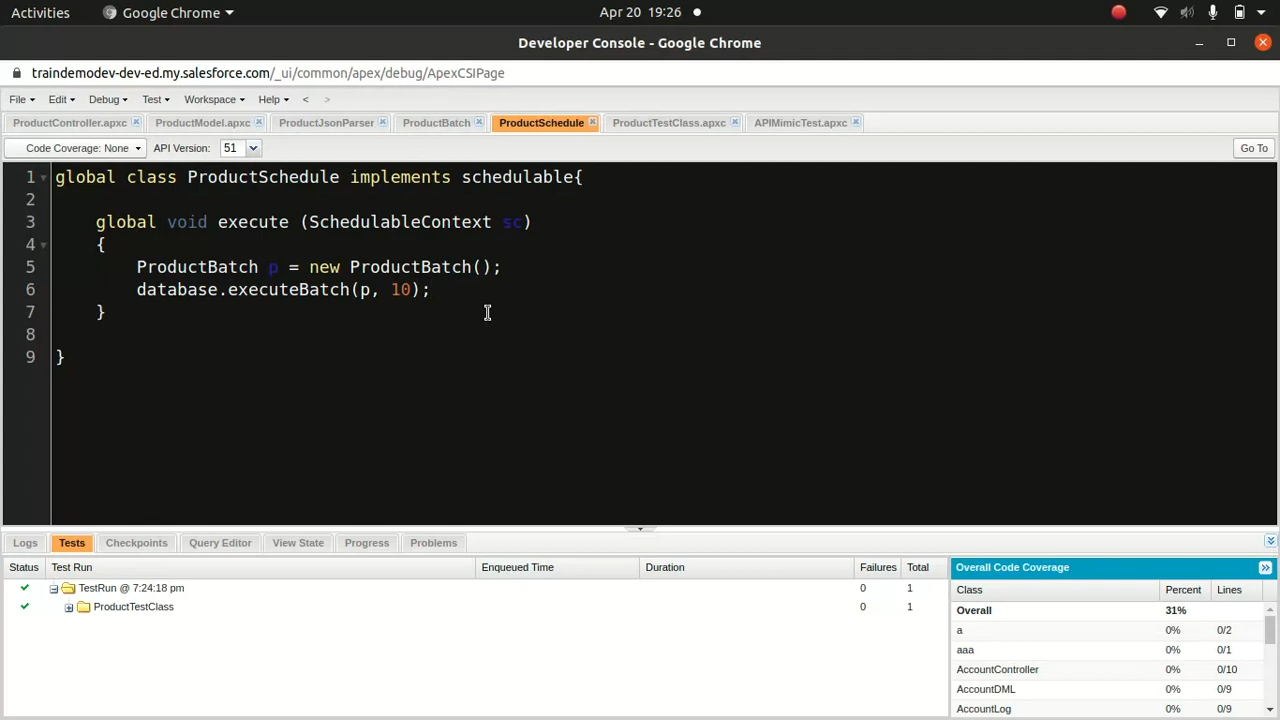 Activities Google Chrome Apr 20 19:26
Developer Console - Google Chrome
traindemodev-dev-ed.my.salesforce.com/_ui/common/apex/debug/ApexCSIPage
File Edit Debug Test Workspace Help < >
ProductController.apxc ProductModel.apxc ProductJsonParser ProductBatch ProductSchedule ProductTestClass.apxc APIMimicTest.apxc
Code Coverage: None API Version: 51 Go To
1 global class ProductSchedule implements schedulable{
2
3 global void execute (SchedulableContext sc)
4 {
5 ProductBatch p = new ProductBatch();
6 database.executeBatch(p, 10);
7 }
8
9 }
Logs Tests Checkpoints Query Editor View State Progress Problems
Status Test Run Enqueued Time Duration Failures Total Overall Code Coverage
TestRun @ 7:24:18 pm 0 1
ProductTestClass 0 1
Class Percent Lines
Overall 31%
a 0% 0/2
aaa 0% 0/1
AccountController 0% 0/10
AccountDML 0% 0/9
AccountLog 0% 0/9